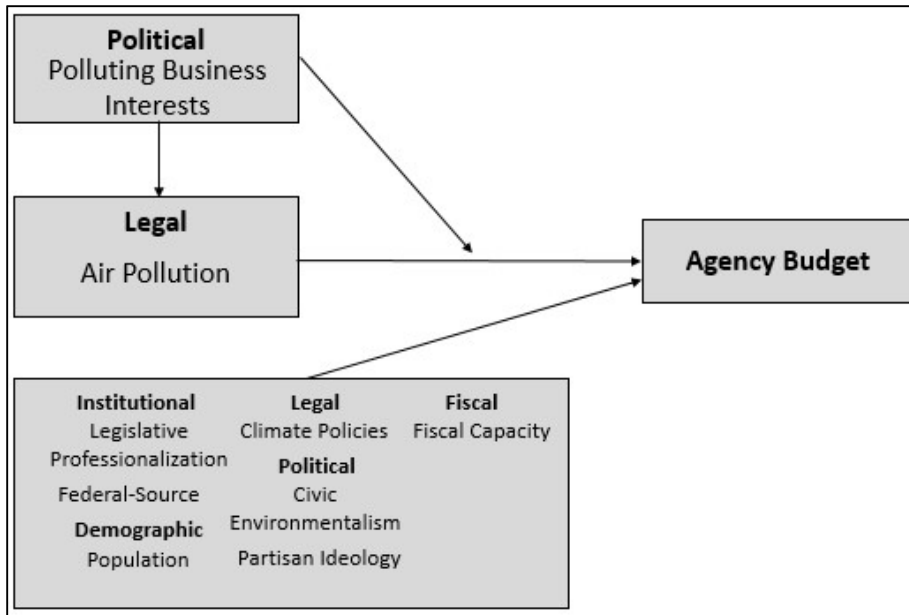 Political
Polluting Business
Interests
Legal
Air Pollution
Agency Budget
Institutional
Legislative
Professionalization
Federal-Source
Demographic
Population
Legal
Climate Policies
Political
Civic
Environmentalism
Partisan Ideology
Fiscal
Fiscal Capacity